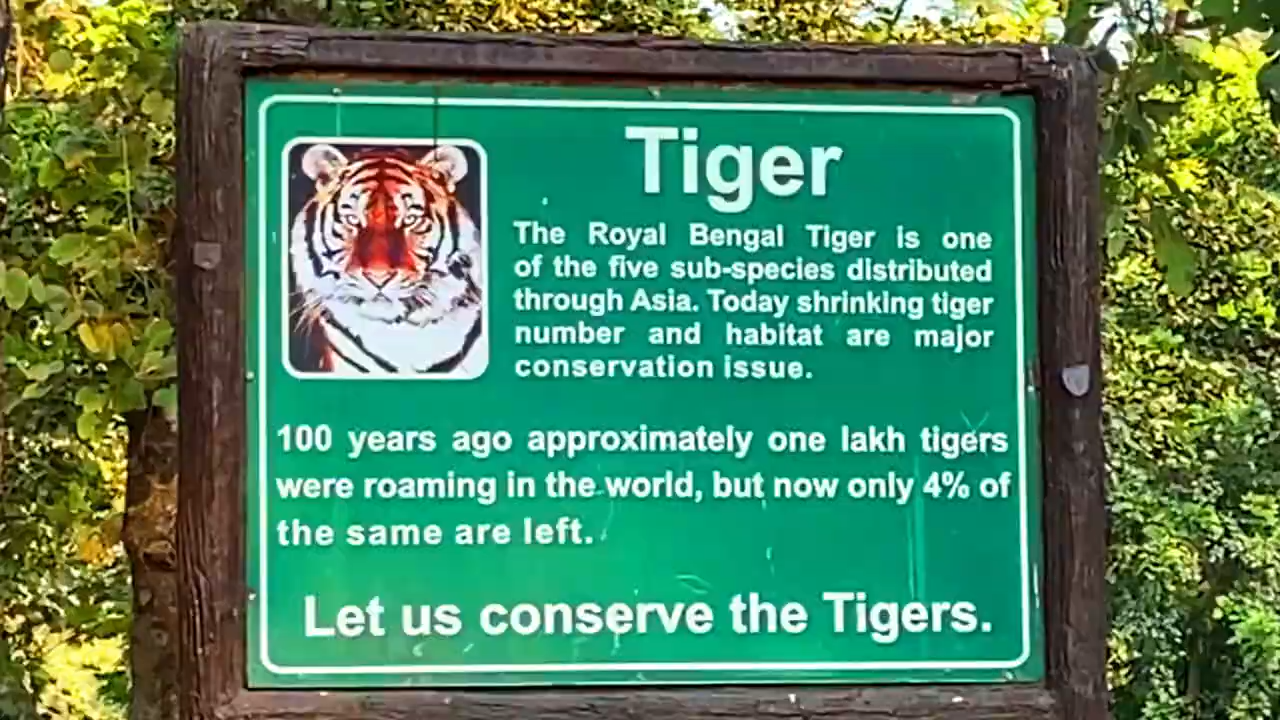 Tiger
The Royal Bengal Tiger is one
of the five sub-species distributed
through Asia. Today shrinking tiger
number and habitat are major
conservation issue.
100 years ago approximately one lakh tigers
were roaming in the world, but now only 4% of
the same are left.
Let us conserve the Tigers.